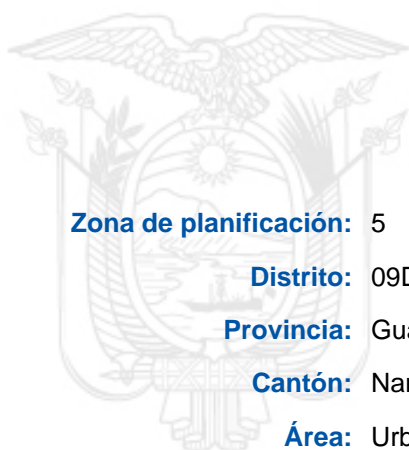 Zona de planificación: 5
Distrito: 09D
Provincia: Gua
Cantón: Nar
Área: Urb